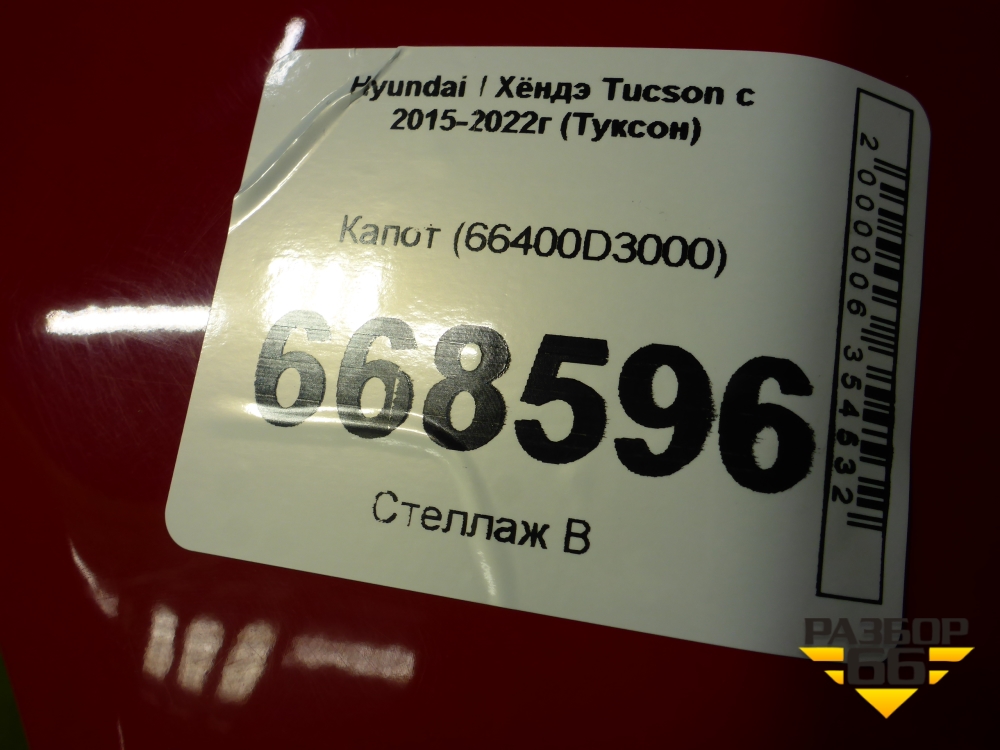 Hyundai / Хёндэ Tucson с
2015-2022г (Туксон)
Капот (66400D3000)
668596
Стеллаж В
2000006354632
РАЗБОР
66